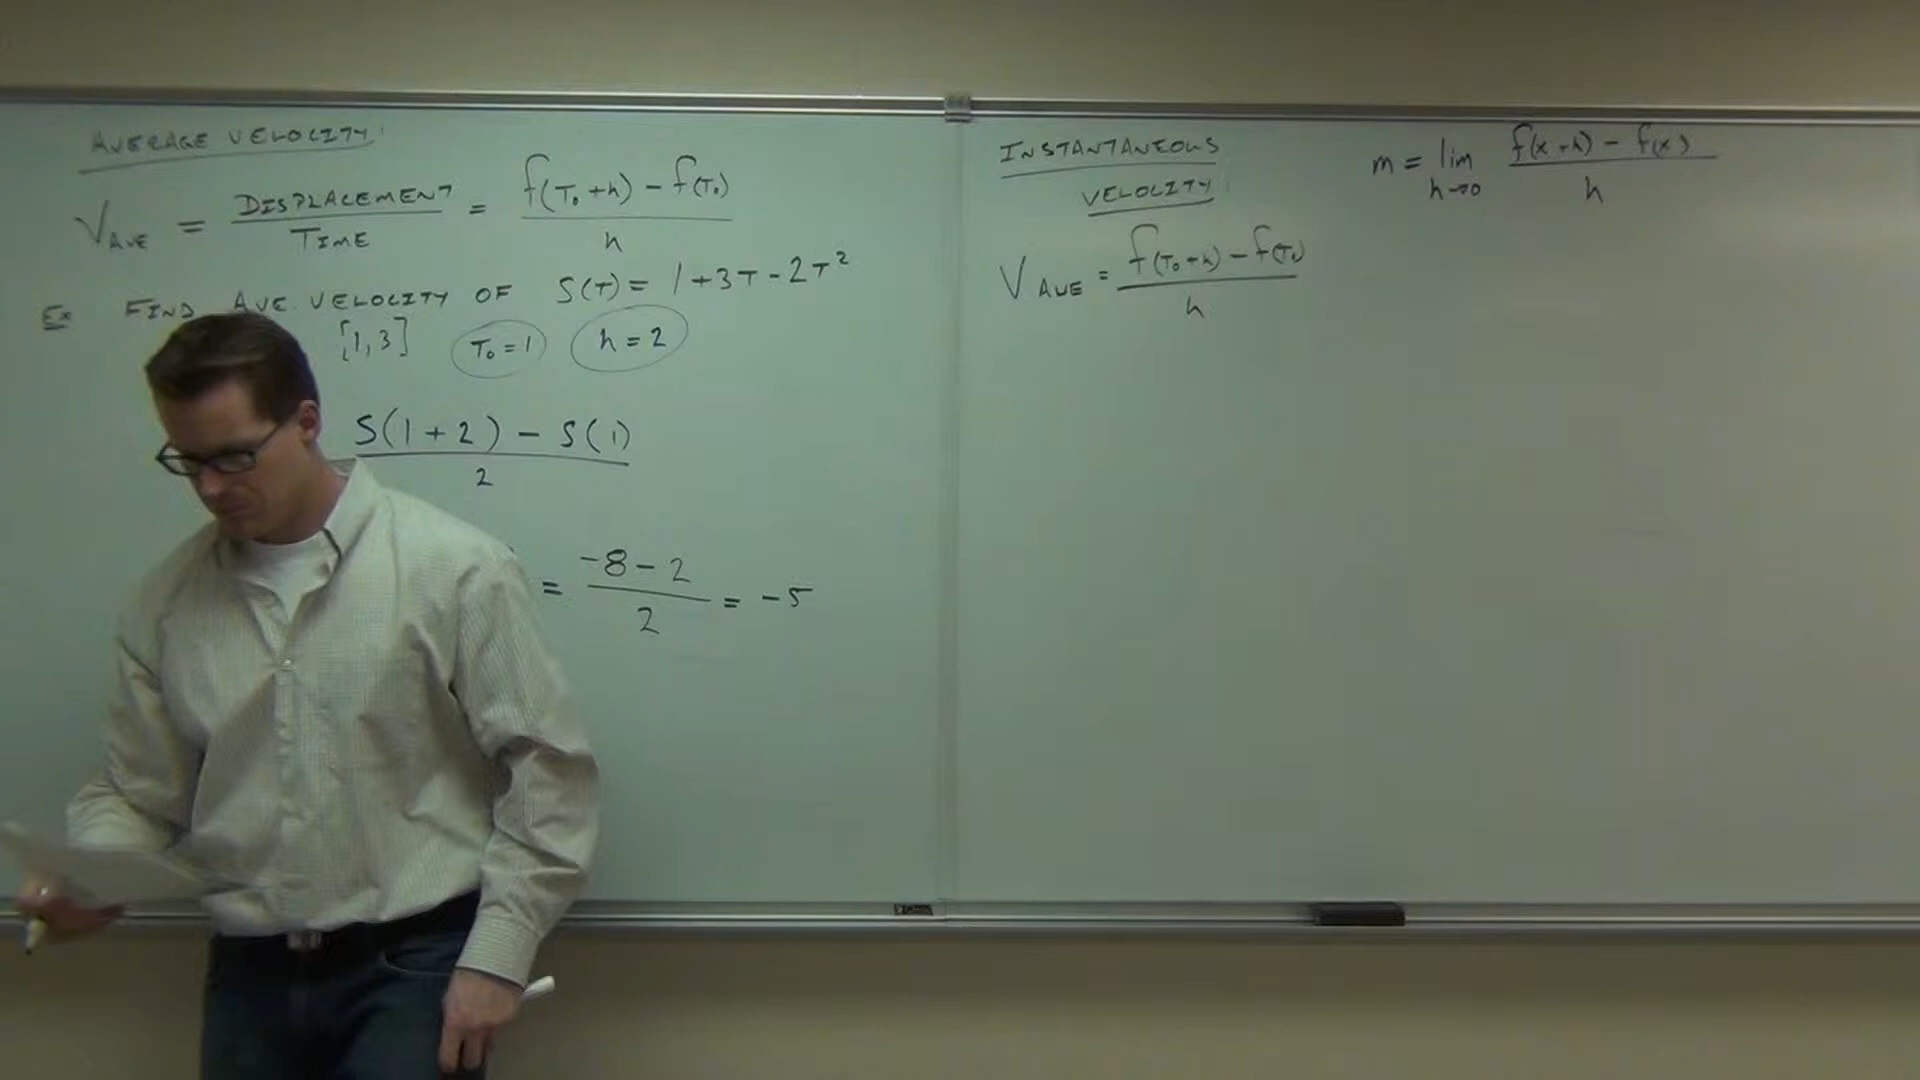 AVERAGE VELOCITY:
V AVE = DISPLACEMENT / TIME = f(T₀+h) - f(T₀) / h
Ex FIND AVE. VELOCITY OF S(T) = 1+3T-2T²
[1,3] T₀=1 h=2
S(1+2) - S(1) / 2
= -8-2 / 2 = -5
INSTANTANEOUS
VELOCITY:
m = lim h→0 f(x+h) - f(x) / h
V AVE = f(T₀+h) - f(T₀) / h